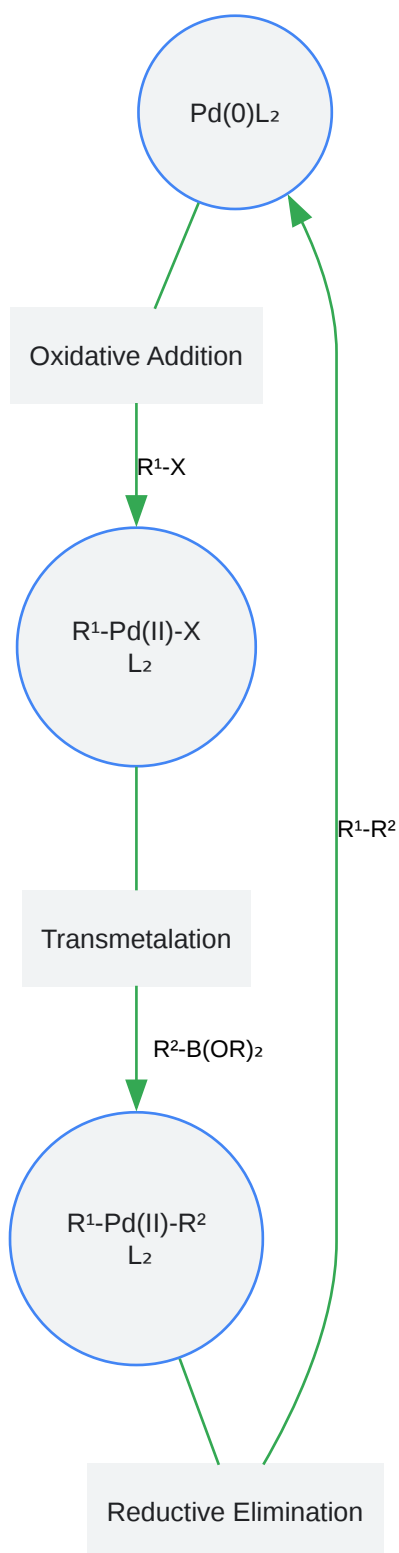 Pd(0)L₂
Oxidative Addition
R¹-X
R¹-Pd(II)-X
L₂
R¹-R²
Transmetalation
R²-B(OR)₂
R¹-Pd(II)-R²
L₂
Reductive Elimination